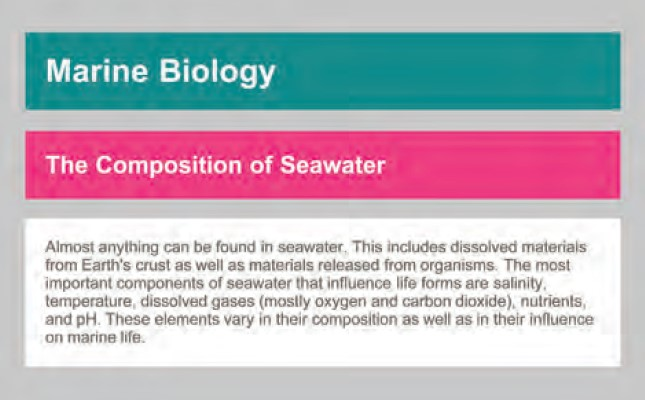 Marine Biology
The Composition of Seawater
Almost anything can be found in seawater. This includes dissolved materials
from Earth's crust as well as materials released from organisms. The most
important components of seawater that influence life forms are salinity,
temperature, dissolved gases (mostly oxygen and carbon dioxide), nutrients,
and pH. These elements vary in their composition as well as in their influence
on marine life.